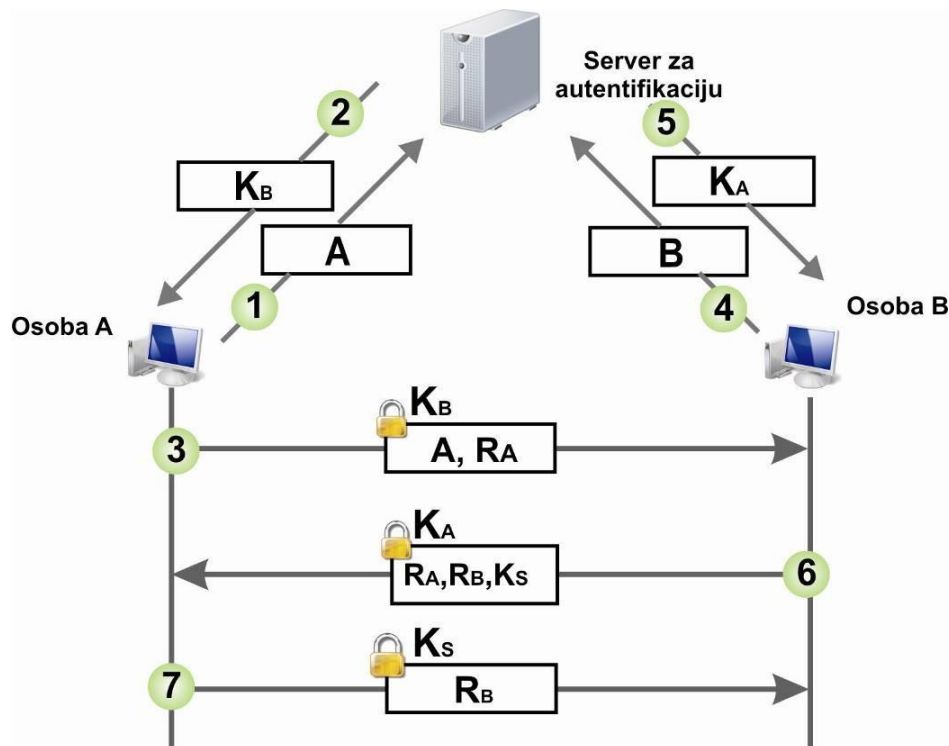 Server za
autentifikaciju
2
5
KB
KA
A
B
1
4
Osoba A
Osoba B
KB
3
A, RA
KA
RA,RB,KS
6
KS
7
RB